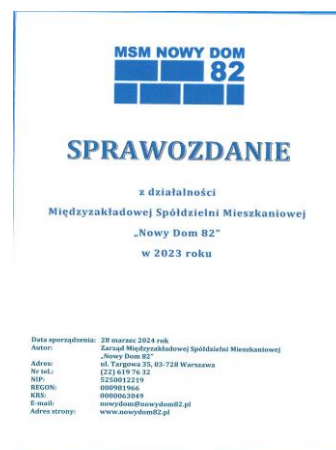 MSM NOWY DOM
82
SPRAWOZDANIE
z działalności
Międzyzakładowej Spółdzielni Mieszkaniowej
„Nowy Dom 82”
w 2023 roku
Data sporządzenia: 28 marzec 2024 rok
Autor: Zarząd Międzyzakładowej Spółdzielni Mieszkaniowej
„Nowy Dom 82”
Adres: ul. Targowa 35, 03-728 Warszawa
Nr tel.: (22) 619 76 32
NIP: 5250012219
REGON: 000981966
KRS: 0000063049
E-mail: nowydom@nowydom82.pl
Adres strony: www.nowydom82.pl